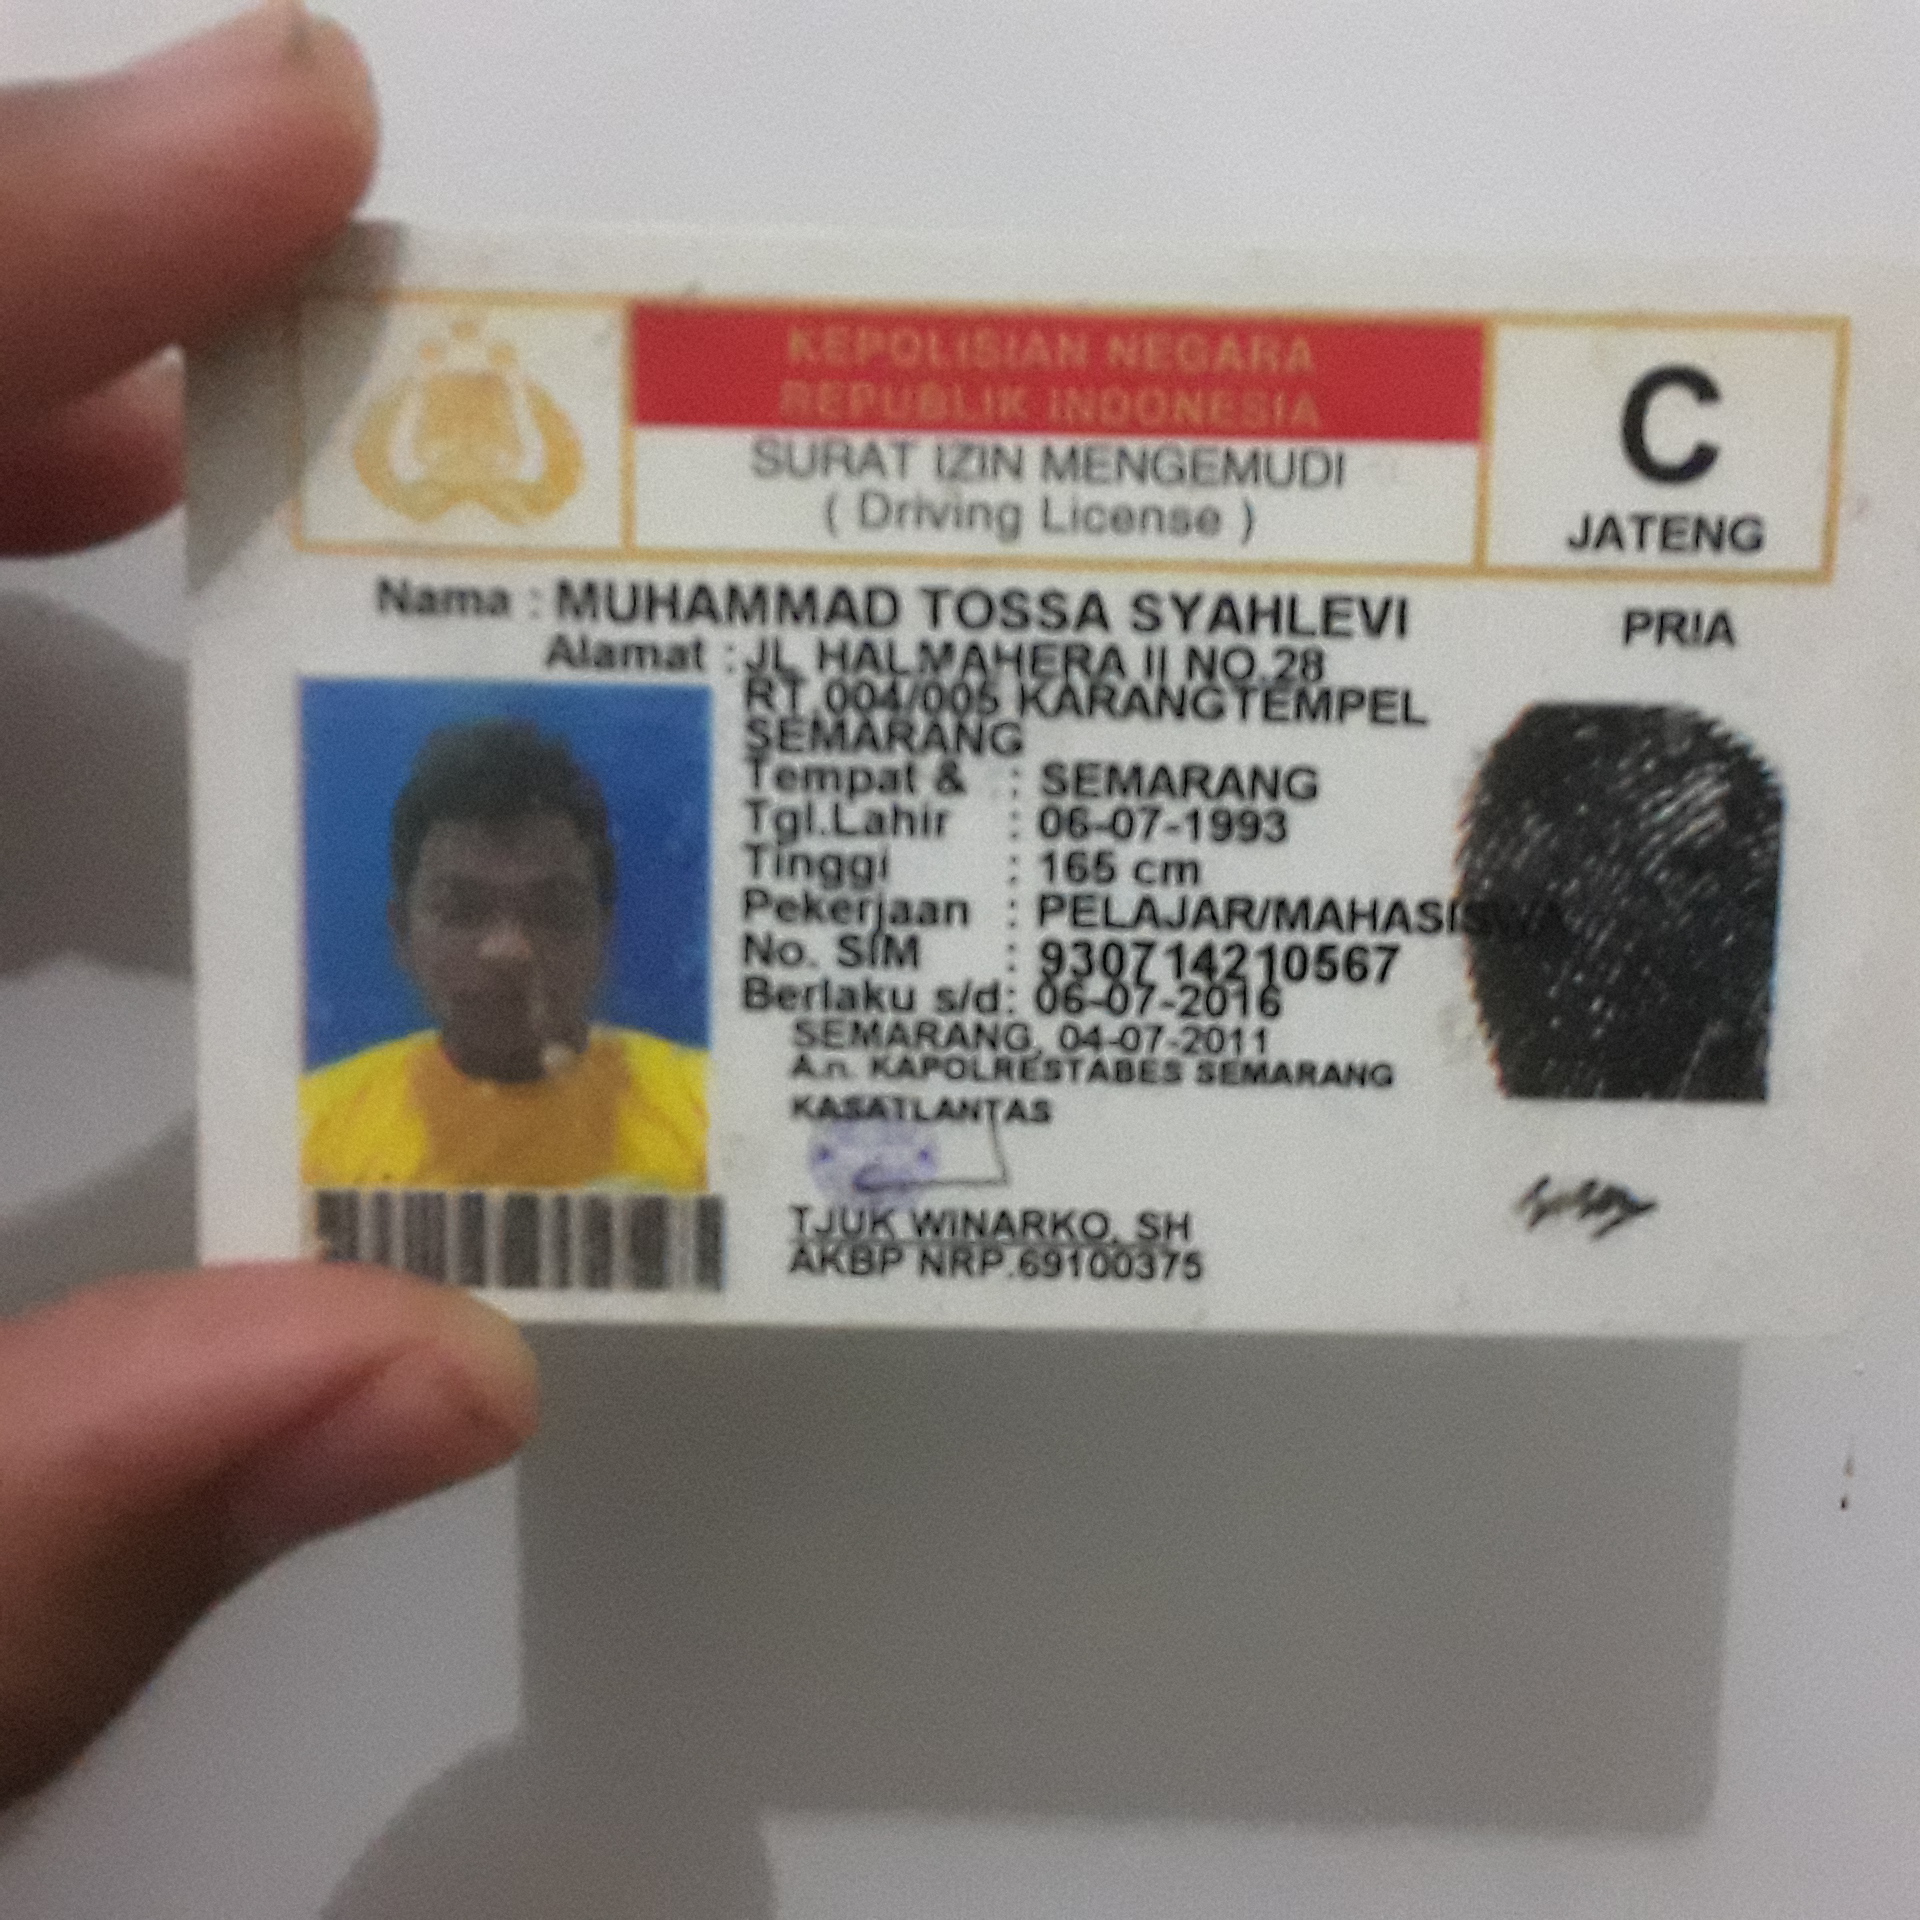 KEPOLISIAN NEGARA
REPUBLIK INDONESIA
SURAT IZIN MENGEMUDI
( Driving License )
C
JATENG
Nama : MUHAMMAD TOSSA SYAHLEVI
PRIA
Alamat : JL HALMAHERA II NO.28
RT 004/005 KARANGTEMPEL
SEMARANG
Tempat & : SEMARANG
Tgl.Lahir : 06-07-1993
Tinggi : 165 cm
Pekerjaan : PELAJAR/MAHASISWA
No. SIM : 930714210567
Berlaku s/d: 06-07-2016
SEMARANG, 04-07-2011
A.n. KAPOLRESTABES SEMARANG
KASATLANTAS
TJUK WINARKO, SH
AKBP NRP.69100375